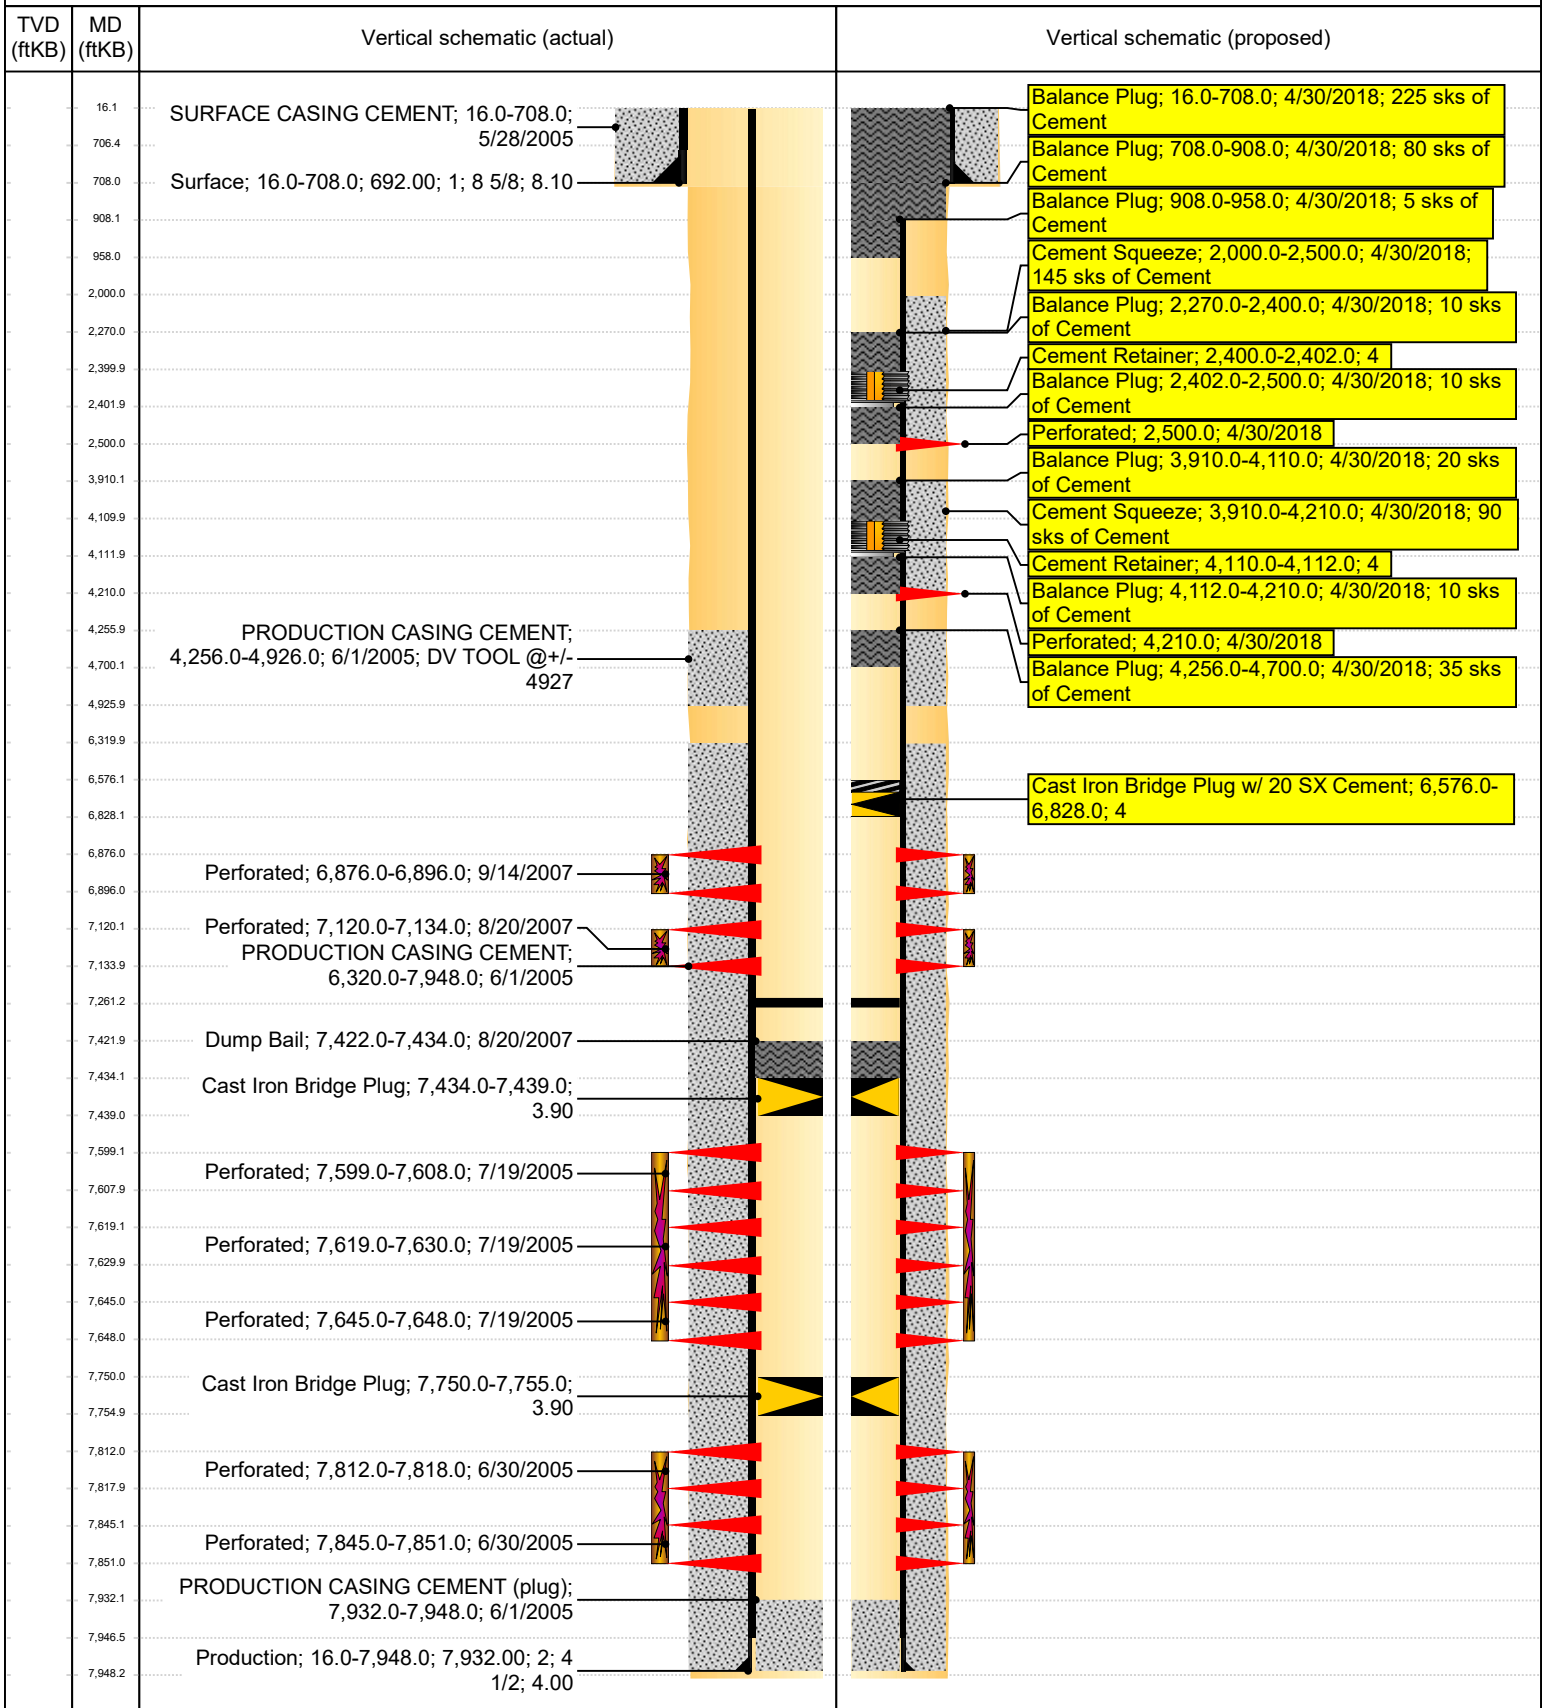 TVD
(ftKB)
MD
(ftKB)
Vertical schematic (actual)
Vertical schematic (proposed)
16.1
706.4
708.0
908.1
958.0
2,000.0
2,270.0
2,399.9
2,401.9
2,500.0
3,910.1
4,109.9
4,111.9
4,210.0
4,255.9
4,700.1
4,925.9
6,319.9
6,576.1
6,828.1
6,876.0
6,896.0
7,120.1
7,133.9
7,261.2
7,421.9
7,434.1
7,439.0
7,599.1
7,607.9
7,619.1
7,629.9
7,645.0
7,648.0
7,750.0
7,754.9
7,812.0
7,817.9
7,845.1
7,851.0
7,932.1
7,946.5
7,948.2
SURFACE CASING CEMENT; 16.0-708.0;
5/28/2005
Surface; 16.0-708.0; 692.00; 1; 8 5/8; 8.10
PRODUCTION CASING CEMENT;
4,256.0-4,926.0; 6/1/2005; DV TOOL @+/-
4927
Perforated; 6,876.0-6,896.0; 9/14/2007
Perforated; 7,120.0-7,134.0; 8/20/2007
PRODUCTION CASING CEMENT;
6,320.0-7,948.0; 6/1/2005
Dump Bail; 7,422.0-7,434.0; 8/20/2007
Cast Iron Bridge Plug; 7,434.0-7,439.0;
3.90
Perforated; 7,599.0-7,608.0; 7/19/2005
Perforated; 7,619.0-7,630.0; 7/19/2005
Perforated; 7,645.0-7,648.0; 7/19/2005
Cast Iron Bridge Plug; 7,750.0-7,755.0;
3.90
Perforated; 7,812.0-7,818.0; 6/30/2005
Perforated; 7,845.0-7,851.0; 6/30/2005
PRODUCTION CASING CEMENT (plug);
7,932.0-7,948.0; 6/1/2005
Production; 16.0-7,948.0; 7,932.00; 2; 4
1/2; 4.00
Balance Plug; 16.0-708.0; 4/30/2018; 225 sks of
Cement
Balance Plug; 708.0-908.0; 4/30/2018; 80 sks of
Cement
Balance Plug; 908.0-958.0; 4/30/2018; 5 sks of
Cement
Cement Squeeze; 2,000.0-2,500.0; 4/30/2018;
145 sks of Cement
Balance Plug; 2,270.0-2,400.0; 4/30/2018; 10 sks
of Cement
Cement Retainer; 2,400.0-2,402.0; 4
Balance Plug; 2,402.0-2,500.0; 4/30/2018; 10 sks
of Cement
Perforated; 2,500.0; 4/30/2018
Balance Plug; 3,910.0-4,110.0; 4/30/2018; 20 sks
of Cement
Cement Squeeze; 3,910.0-4,210.0; 4/30/2018; 90
sks of Cement
Cement Retainer; 4,110.0-4,112.0; 4
Balance Plug; 4,112.0-4,210.0; 4/30/2018; 10 sks
of Cement
Perforated; 4,210.0; 4/30/2018
Balance Plug; 4,256.0-4,700.0; 4/30/2018; 35 sks
of Cement
Cast Iron Bridge Plug w/ 20 SX Cement; 6,576.0-
6,828.0; 4